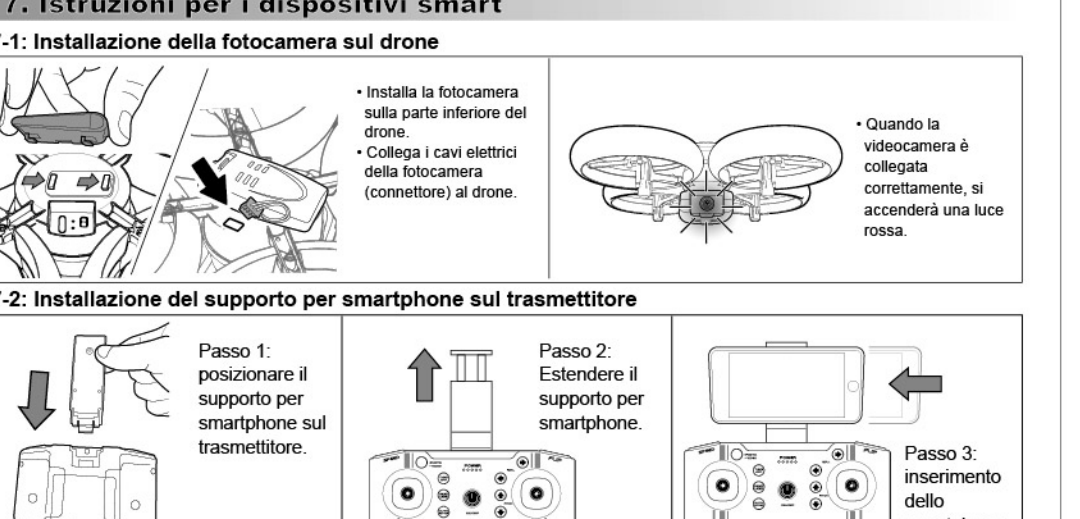 7. Istruzioni per i dispositivi smart
-1: Installazione della fotocamera sul drone
• Installa la fotocamera
sulla parte inferiore del
drone.
• Collega i cavi elettrici
della fotocamera
(connettore) al drone.
• Quando la
videocamera è
collegata
correttamente, si
accenderà una luce
rossa.
-2: Installazione del supporto per smartphone sul trasmettitore
Passo 1:
posizionare il
supporto per
smartphone sul
trasmettitore.
Passo 2:
Estendere il
supporto per
smartphone.
Passo 3:
inserimento
dello
POWER
POWER